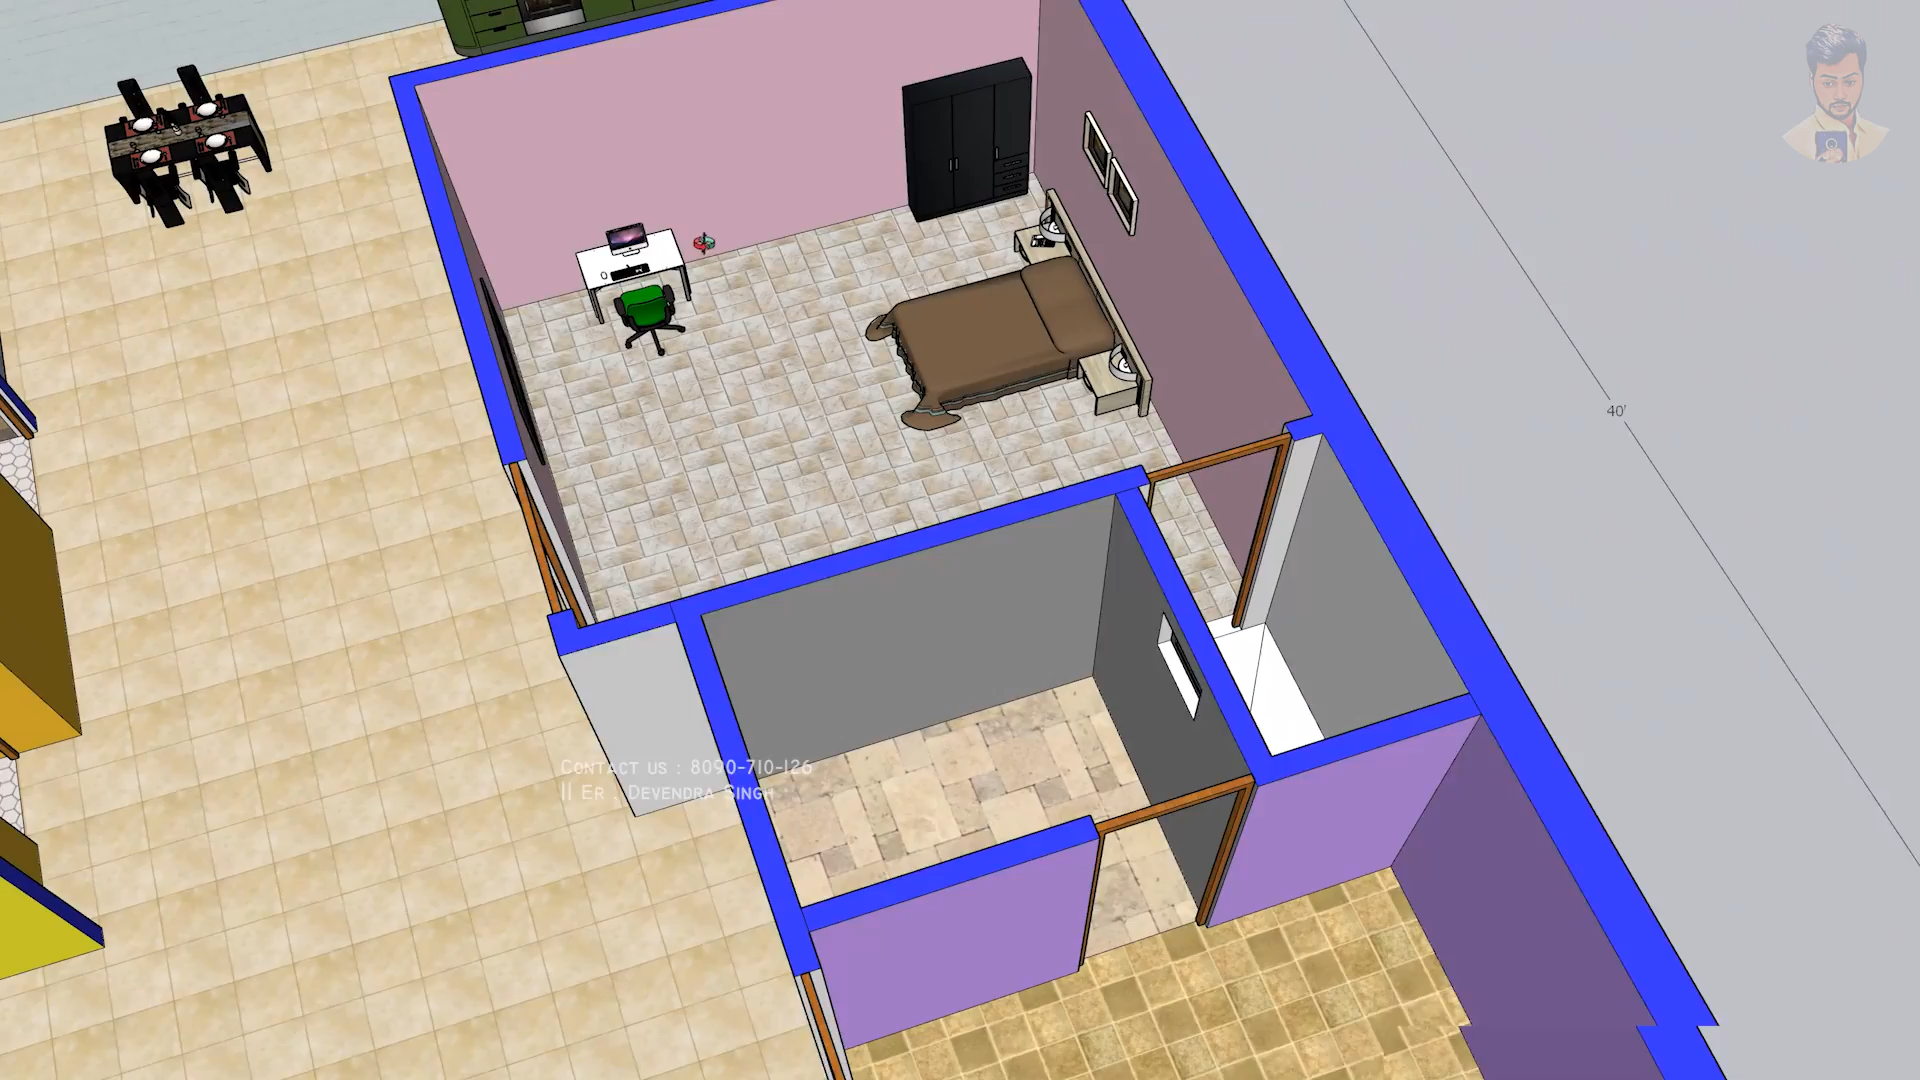 40'
Contact us : 8090-710-126
|| Er . Devendra Singh